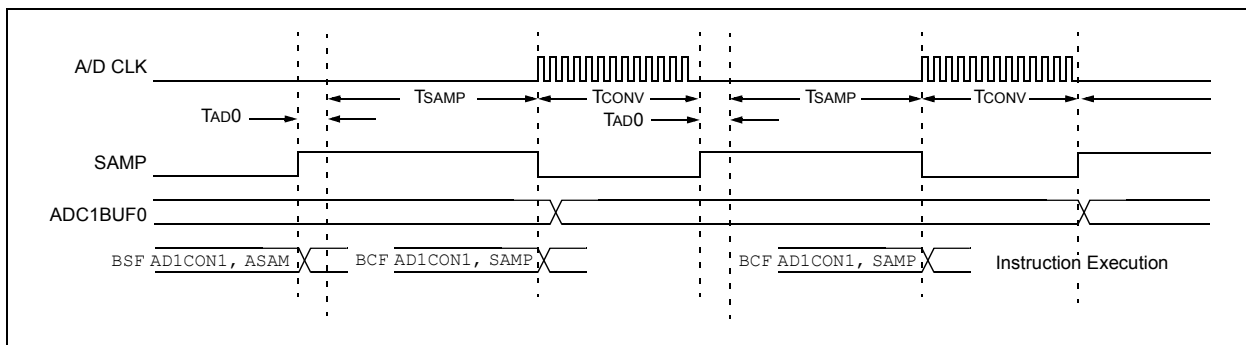 A/D CLK
TSAMP TCONV TSAMP TCONV
TAD0 TAD0
SAMP
ADC1BUF0
BSF AD1CON1, ASAM BCF AD1CON1, SAMP BCF AD1CON1, SAMP Instruction Execution